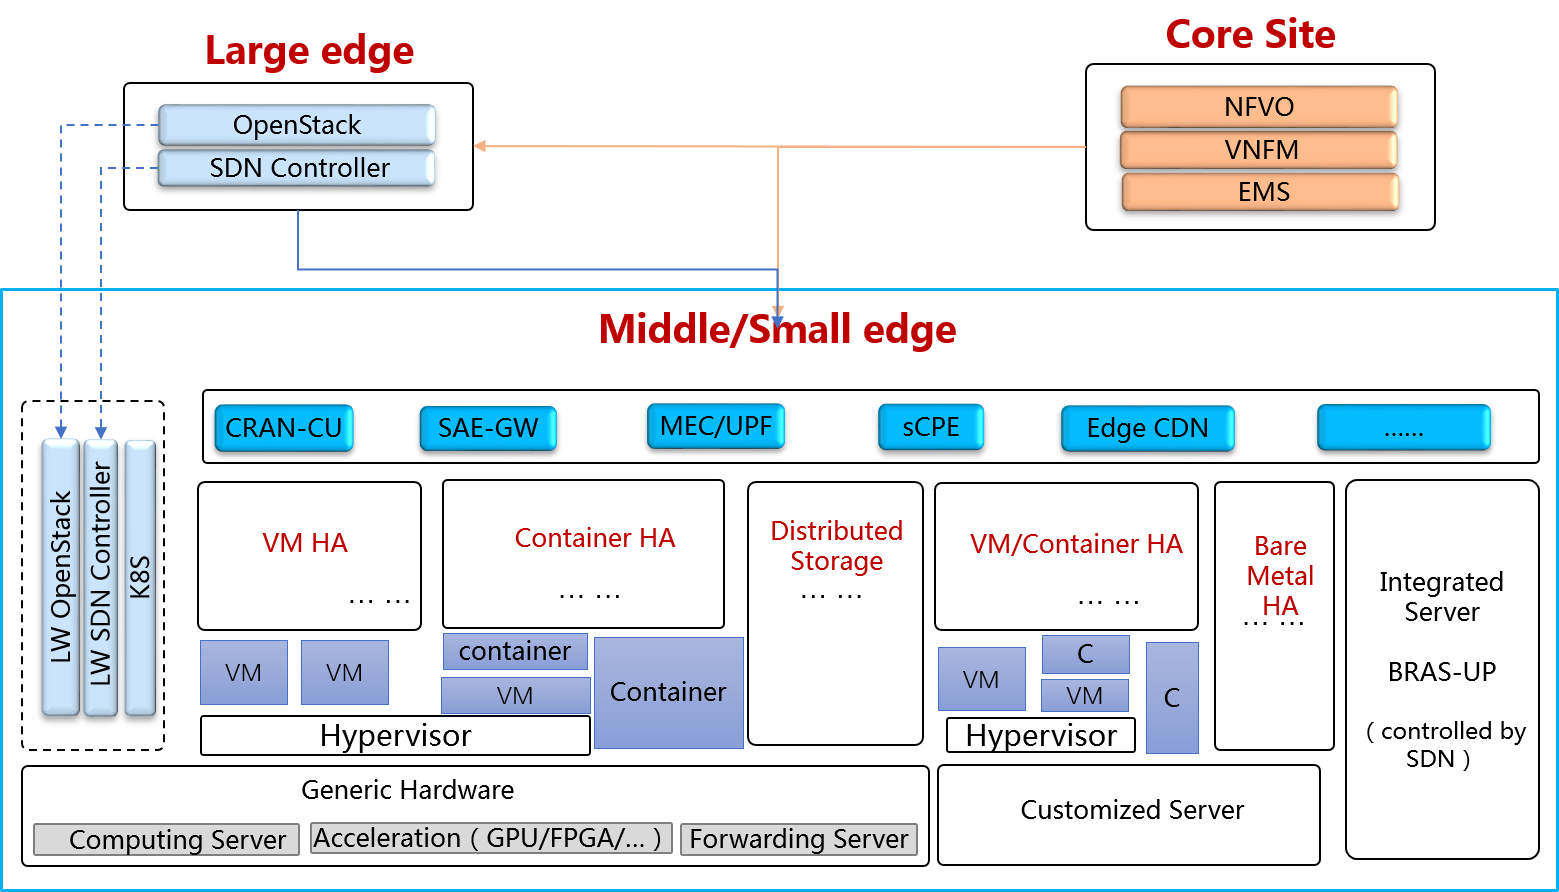 Large edge
OpenStack
SDN Controller
Core Site
NFVO
VNFM
EMS
Middle/Small edge
CRAN-CU
SAE-GW
MEC/UPF
sCPE
Edge CDN
......
LW OpenStack
LW SDN Controller
K8S
VM HA
... ...
Container HA
... ...
Distributed
Storage
... ...
VM/Container HA
... ...
Bare
Metal
HA
... ...
Integrated
Server
BRAS-UP
( controlled by
SDN )
VM
VM
container
VM
Container
Hypervisor
VM
C
VM
C
Hypervisor
Generic Hardware
Computing Server
Acceleration ( GPU/FPGA/... )
Forwarding Server
Customized Server